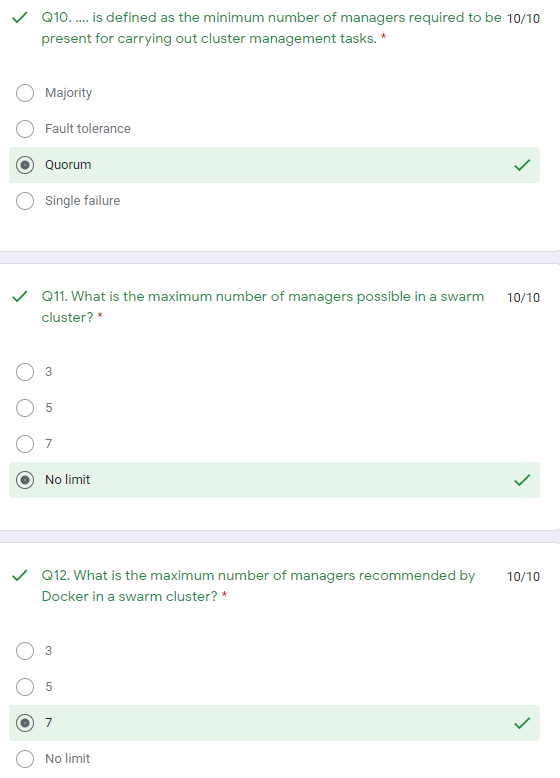 Q10. .... is defined as the minimum number of managers required to be 10/10
present for carrying out cluster management tasks. *
Majority
Fault tolerance
Quorum
Single failure
Q11. What is the maximum number of managers possible in a swarm 10/10
cluster? *
3
5
7
No limit
Q12. What is the maximum number of managers recommended by 10/10
Docker in a swarm cluster? *
3
5
7
No limit